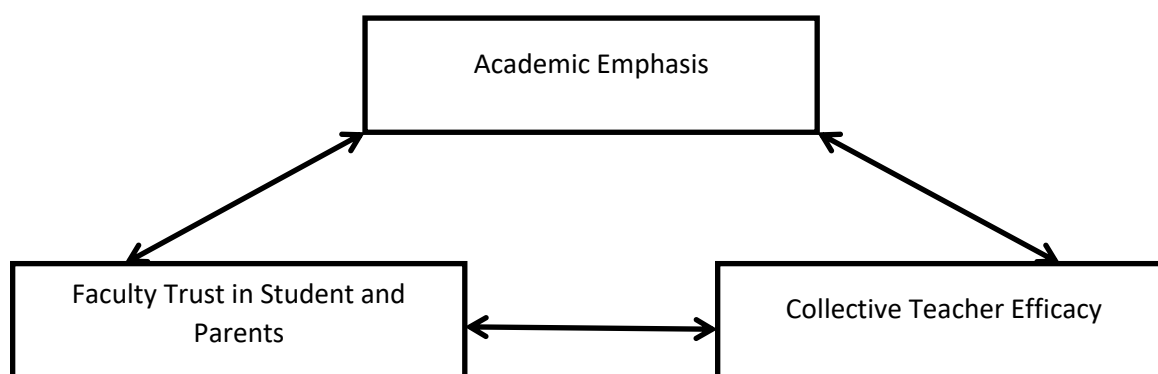 Academic Emphasis
Faculty Trust in Student and
Parents
Collective Teacher Efficacy